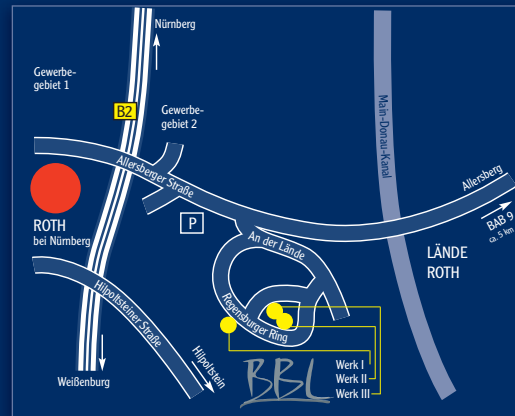 Nürnberg
Gewerbe-
gebiet 1
B2
Gewerbe-
gebiet 2
Main-Donau-Kanal
Allersberger Straße
Allersberg
BAB 9
ca. 5 km
P
ROTH
bei Nürnberg
An der Lände
LÄNDE
ROTH
Hilpoltsteiner Straße
Regensburger Ring
Hilpoltstein
Weißenburg
BBL
Werk I
Werk II
Werk III